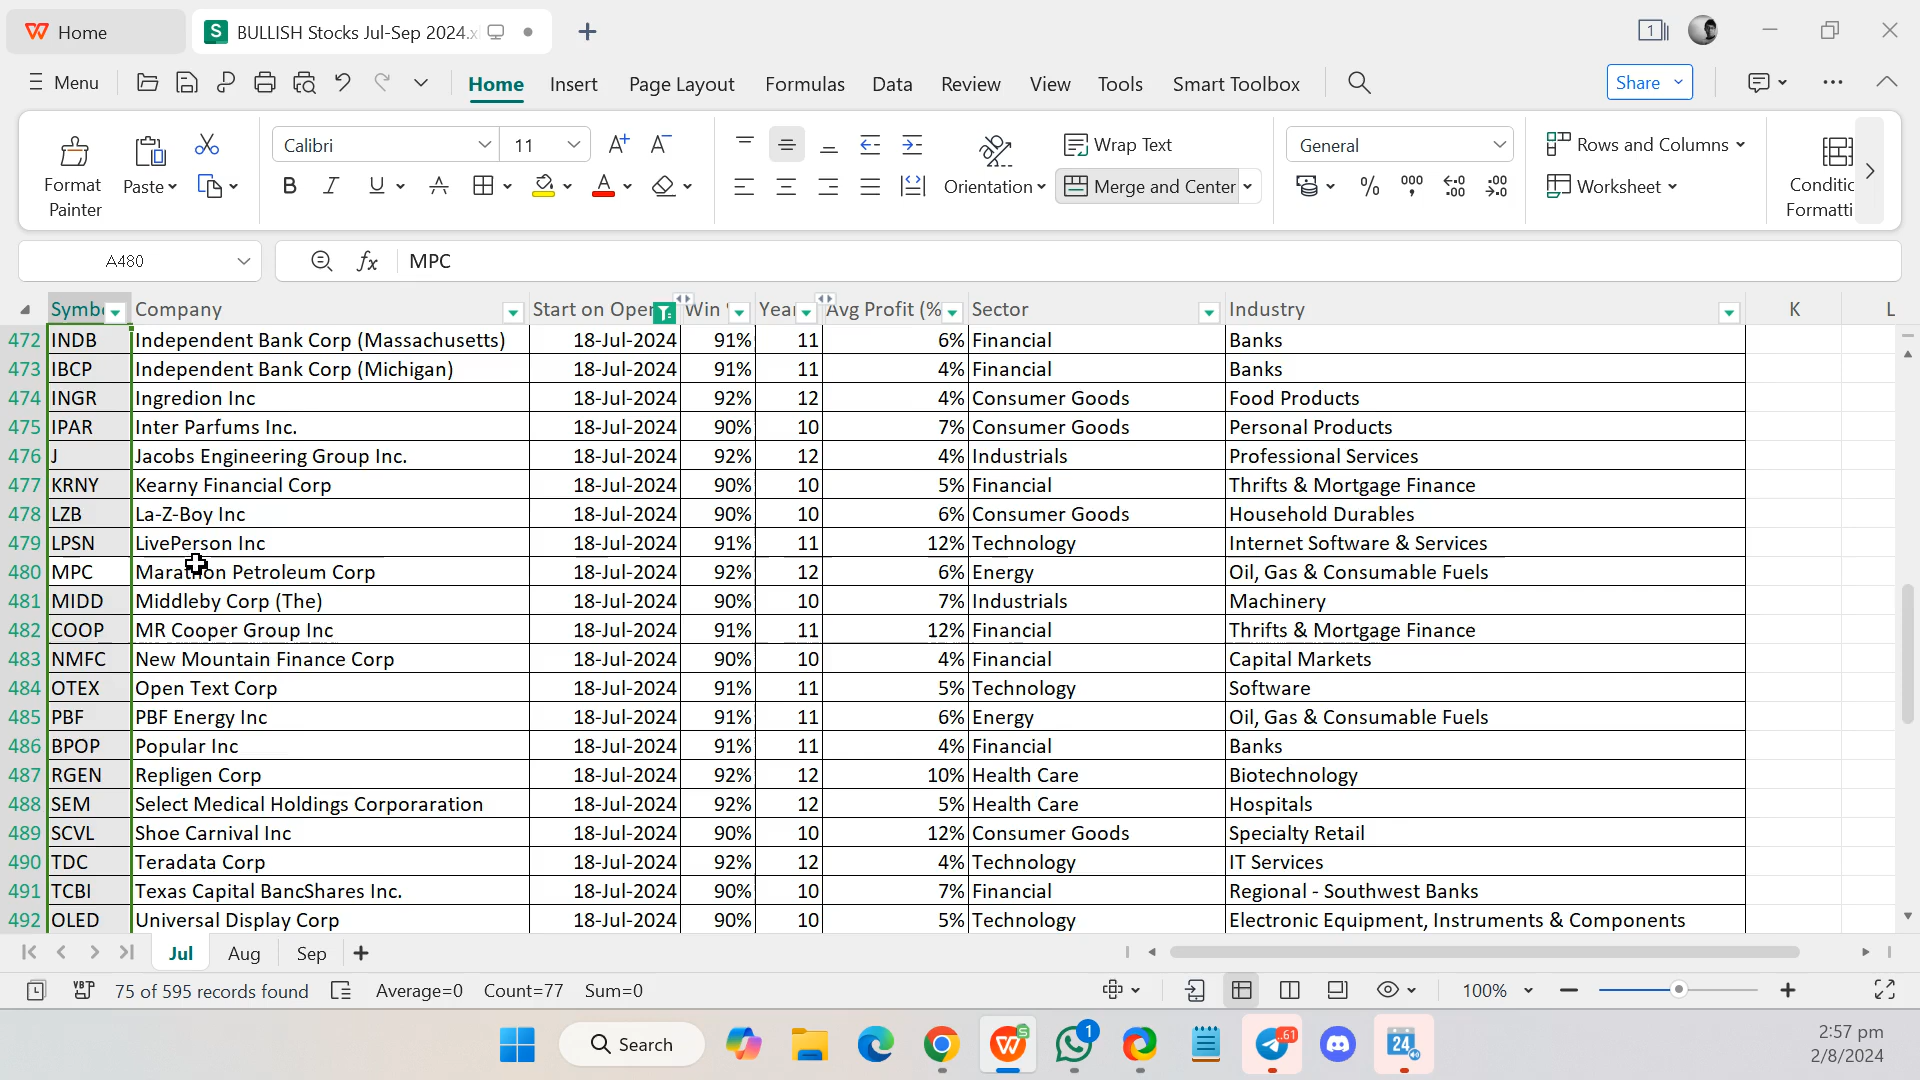 Home
BULLISH Stocks Jul-Sep 2024.x
1
Menu
Home Insert Page Layout Formulas Data Review View Tools Smart Toolbox
Share
Format Painter
Paste
Calibri 11
A+ A-
B I U A A
Orientation
Wrap Text
Merge and Center
General
Rows and Columns
Worksheet
Conditic
Formatti
A480 fx MPC
Symb Company Start on Oper Win Yea Avg Profit (% Sector Industry K L
472 INDB Independent Bank Corp (Massachusetts) 18-Jul-2024 91% 11 6% Financial Banks
473 IBCP Independent Bank Corp (Michigan) 18-Jul-2024 91% 11 4% Financial Banks
474 INGR Ingredion Inc 18-Jul-2024 92% 12 4% Consumer Goods Food Products
475 IPAR Inter Parfums Inc. 18-Jul-2024 90% 10 7% Consumer Goods Personal Products
476 J Jacobs Engineering Group Inc. 18-Jul-2024 92% 12 4% Industrials Professional Services
477 KRNY Kearny Financial Corp 18-Jul-2024 90% 10 5% Financial Thrifts & Mortgage Finance
478 LZB La-Z-Boy Inc 18-Jul-2024 90% 10 6% Consumer Goods Household Durables
479 LPSN LivePerson Inc 18-Jul-2024 91% 11 12% Technology Internet Software & Services
480 MPC Marathon Petroleum Corp 18-Jul-2024 92% 12 6% Energy Oil, Gas & Consumable Fuels
481 MIDD Middleby Corp (The) 18-Jul-2024 90% 10 7% Industrials Machinery
482 COOP MR Cooper Group Inc 18-Jul-2024 91% 11 12% Financial Thrifts & Mortgage Finance
483 NMFC New Mountain Finance Corp 18-Jul-2024 90% 10 4% Financial Capital Markets
484 OTEX Open Text Corp 18-Jul-2024 91% 11 5% Technology Software
485 PBF PBF Energy Inc 18-Jul-2024 91% 11 6% Energy Oil, Gas & Consumable Fuels
486 BPOP Popular Inc 18-Jul-2024 91% 11 4% Financial Banks
487 RGEN Repligen Corp 18-Jul-2024 92% 12 10% Health Care Biotechnology
488 SEM Select Medical Holdings Corporaration 18-Jul-2024 92% 12 5% Health Care Hospitals
489 SCVL Shoe Carnival Inc 18-Jul-2024 90% 10 12% Consumer Goods Specialty Retail
490 TDC Teradata Corp 18-Jul-2024 92% 12 4% Technology IT Services
491 TCBI Texas Capital BancShares Inc. 18-Jul-2024 90% 10 7% Financial Regional - Southwest Banks
492 OLED Universal Display Corp 18-Jul-2024 90% 10 5% Technology Electronic Equipment, Instruments & Components
Jul Aug Sep
75 of 595 records found Average=0 Count=77 Sum=0 100%
Search
1
61
24
2:57 pm
2/8/2024